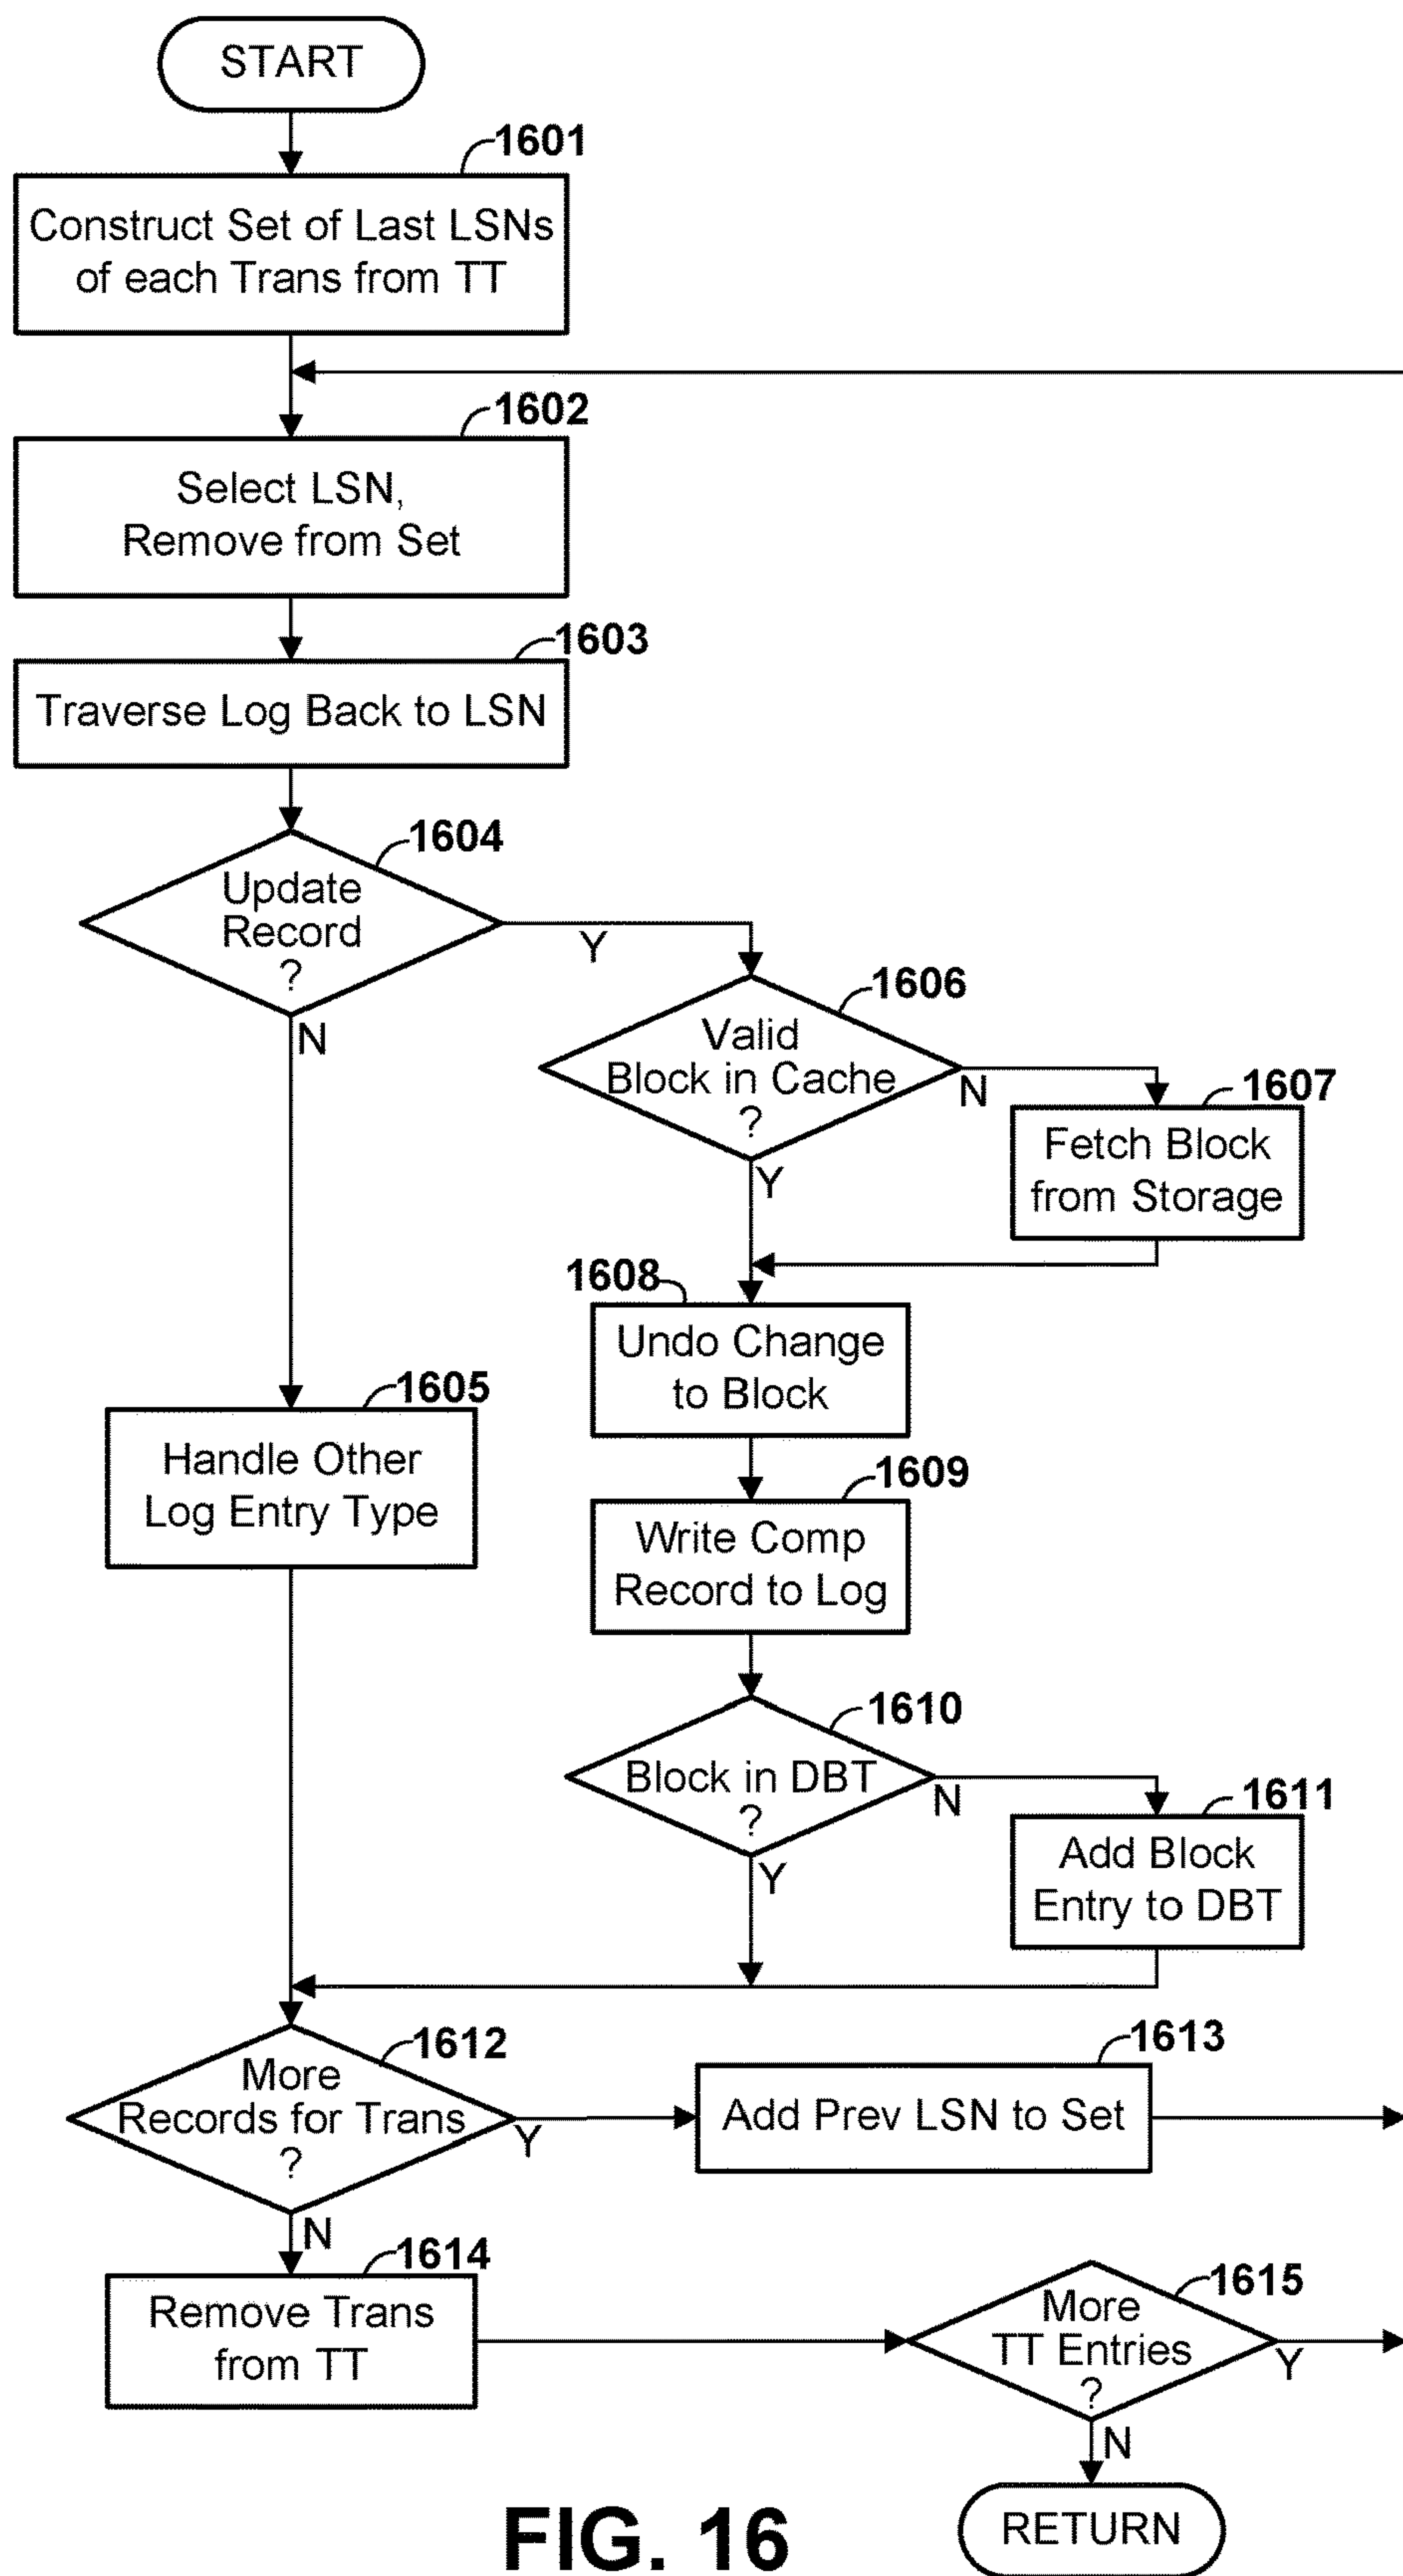 START
1601
Construct Set of Last LSNs
of each Trans from TT
1602
Select LSN,
Remove from Set
1603
Traverse Log Back to LSN
1604
Update
Record
?
Y
N
1606
Valid
Block in Cache
?
N
Y
1607
Fetch Block
from Storage
1608
Undo Change
to Block
1605
Handle Other
Log Entry Type
1609
Write Comp
Record to Log
1610
Block in DBT
?
N
Y
1611
Add Block
Entry to DBT
1612
More
Records for Trans
?
Y
N
1613
Add Prev LSN to Set
1614
Remove Trans
from TT
1615
More
TT Entries
?
Y
N
RETURN
FIG. 16